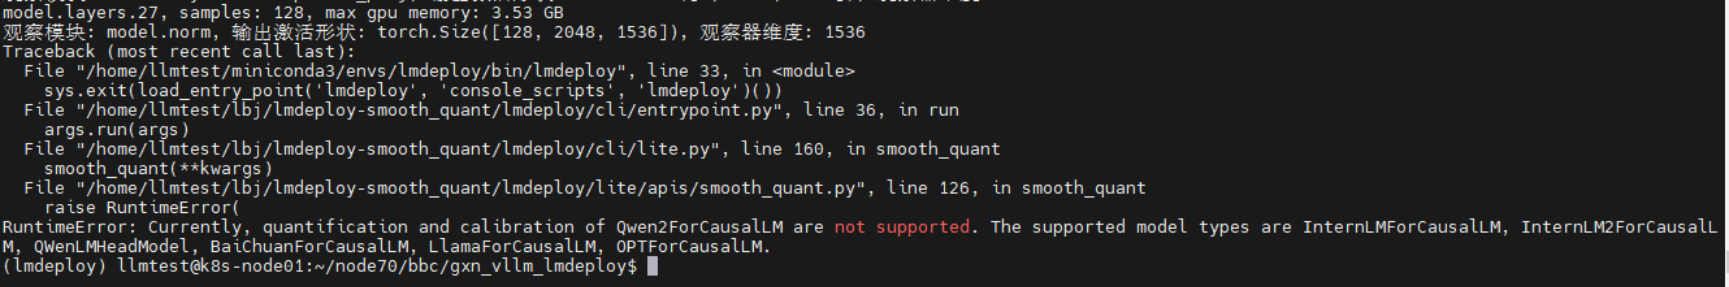 model.layers.27, samples: 128, max gpu memory: 3.53 GB
观察模块: model.norm, 输出激活形状: torch.Size([128, 2048, 1536]), 观察器维度: 1536
Traceback (most recent call last):
  File "/home/llmtest/miniconda3/envs/lmdeploy/bin/lmdeploy", line 33, in <module>
    sys.exit(load_entry_point('lmdeploy', 'console_scripts', 'lmdeploy')())
  File "/home/llmtest/lbj/lmdeploy-smooth_quant/lmdeploy/cli/entrypoint.py", line 36, in run
    args.run(args)
  File "/home/llmtest/lbj/lmdeploy-smooth_quant/lmdeploy/cli/lite.py", line 160, in smooth_quant
    smooth_quant(**kwargs)
  File "/home/llmtest/lbj/lmdeploy-smooth_quant/lmdeploy/lite/apis/smooth_quant.py", line 126, in smooth_quant
    raise RuntimeError(
RuntimeError: Currently, quantification and calibration of Qwen2ForCausalLM are not supported. The supported model types are InternLMForCausalLM, InternLM2ForCausalL
M, QWenLMHeadModel, BaiChuanForCausalLM, LlamaForCausalLM, OPTForCausalLM.
(lmdeploy) llmtest@k8s-node01:~/node70/bbc/gxn_vllm_lmdeploy$